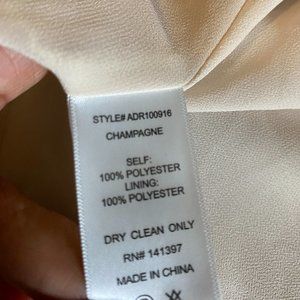 STYLE# ADR100916
CHAMPAGNE
SELF:
100% POLYESTER
LINING:
100% POLYESTER
DRY CLEAN ONLY
RN# 141397
MADE IN CHINA